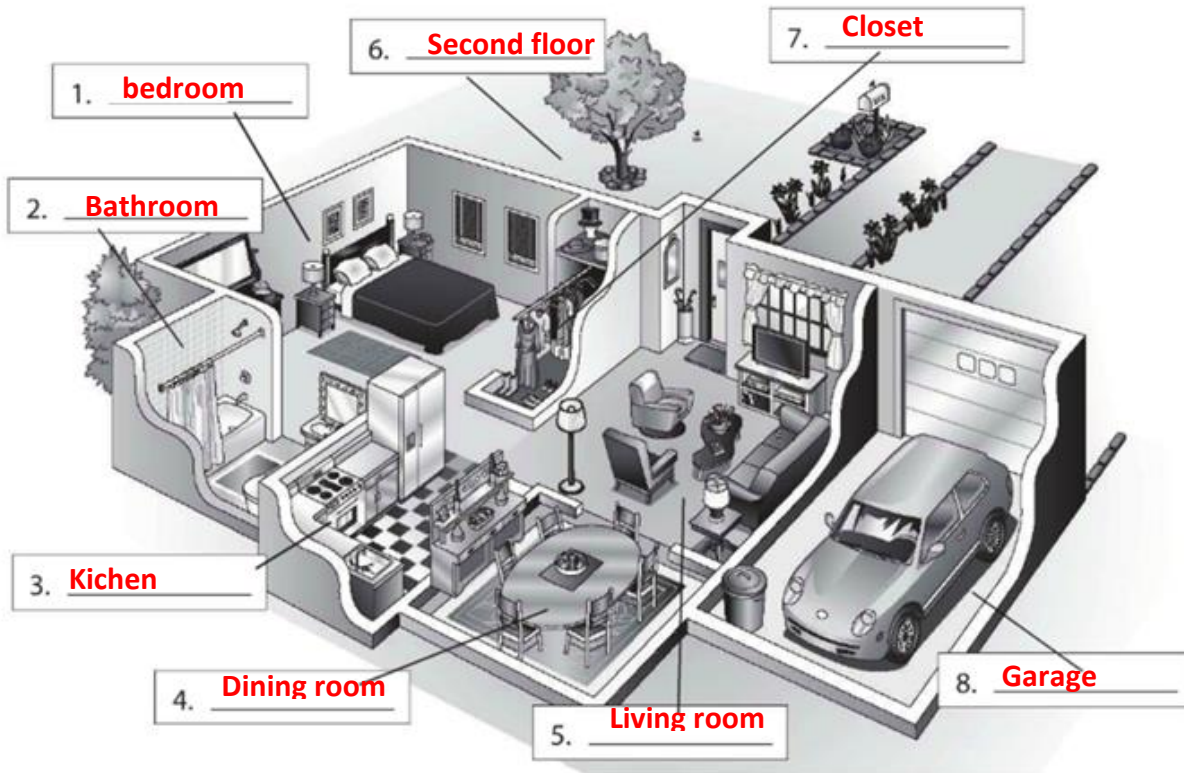 1. bedroom
2. Bathroom
3. Kichen
4. Dining room
5. Living room
6. Second floor
7. Closet
8. Garage